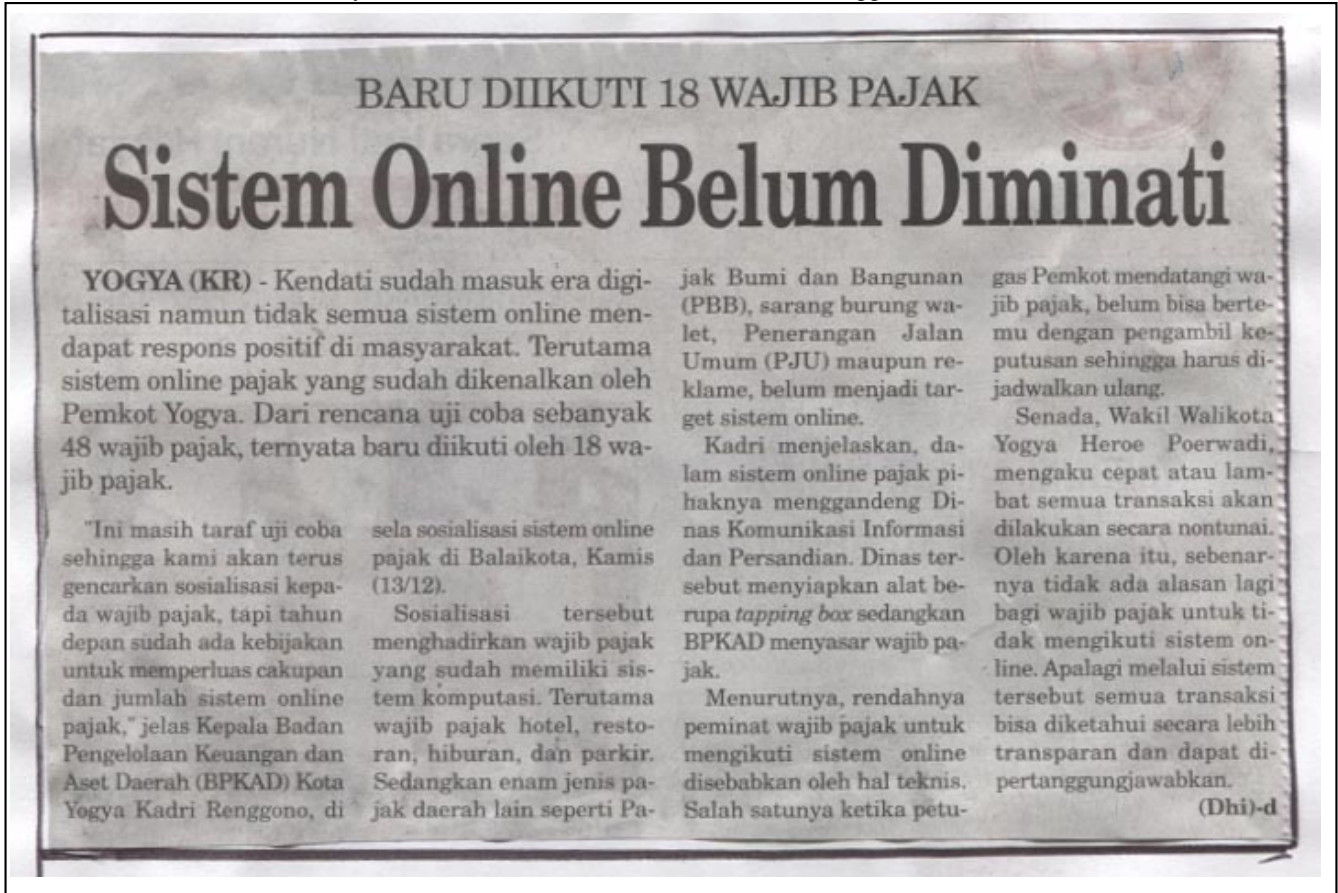 BARU DIIKUTI 18 WAJIB PAJAK
Sistem Online Belum Diminati
YOGYA (KR) - Kendati sudah masuk era digi-
talisasi namun tidak semua sistem online men-
dapat respons positif di masyarakat. Terutama
sistem online pajak yang sudah dikenalkan oleh
Pemkot Yogya. Dari rencana uji coba sebanyak
48 wajib pajak, ternyata baru diikuti oleh 18 wa-
jib pajak.
"Ini masih taraf uji coba
sehingga kami akan terus
gencarkan sosialisasi kepa-
da wajib pajak, tapi tahun
depan sudah ada kebijakan
untuk memperluas cakupan
dan jumlah sistem online
pajak," jelas Kepala Badan
Pengelolaan Keuangan dan
Aset Daerah (BPKAD) Kota
Yogya Kadri Renggono, di
sela sosialisasi sistem online
pajak di Balaikota, Kamis
(13/12).
Sosialisasi tersebut
menghadirkan wajib pajak
yang sudah memiliki sis-
tem komputasi. Terutama
wajib pajak hotel, resto-
ran, hiburan, dan parkir.
Sedangkan enam jenis pa-
jak daerah lain seperti Pa-
jak Bumi dan Bangunan
(PBB), sarang burung wa-
let, Penerangan Jalan
Umum (PJU) maupun re-
klame, belum menjadi tar-
get sistem online.
Kadri menjelaskan, da-
lam sistem online pajak pi-
haknya menggandeng Di-
nas Komunikasi Informasi
dan Persandian. Dinas ter-
sebut menyiapkan alat be-
rupa tapping box sedangkan
BPKAD menyasar wajib pa-
jak.
Menurutnya, rendahnya
peminat wajib pajak untuk
mengikuti sistem online
disebabkan oleh hal teknis.
Salah satunya ketika petu-
gas Pemkot mendatangi wa-
jib pajak, belum bisa berte-
mu dengan pengambil ke-
putusan sehingga harus di-
jadwalkan ulang.
Senada, Wakil Walikota
Yogya Heroe Poerwadi,
mengaku cepat atau lam-
bat semua transaksi akan
dilakukan secara nontunai.
Oleh karena itu, sebenar-
nya tidak ada alasan lagi
bagi wajib pajak untuk ti-
dak mengikuti sistem on-
line. Apalagi melalui sistem
tersebut semua transaksi
bisa diketahui secara lebih
transparan dan dapat di-
pertanggungjawabkan.
(Dhi)-d